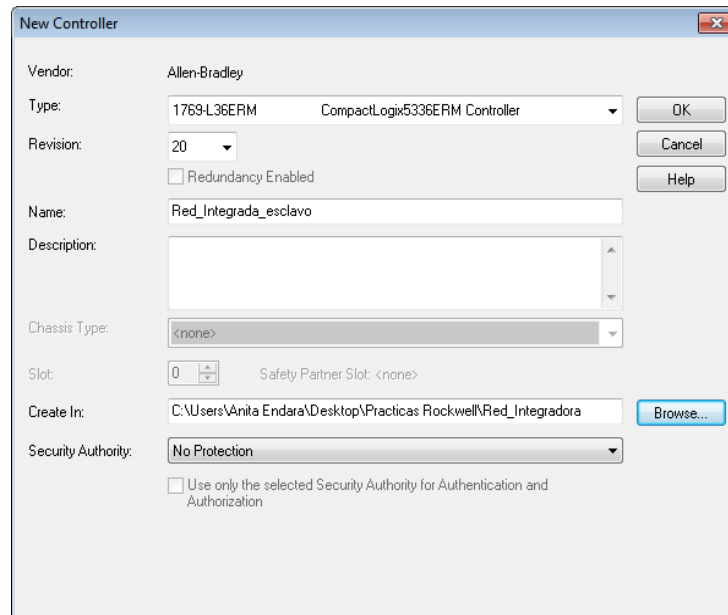 New Controller
Vendor: Allen-Bradley
Type: 1769-L36ERM CompactLogix5336ERM Controller OK
Revision: 20 Cancel
Redundancy Enabled Help
Name: Red_Integrada_esclavo
Description:
Chassis Type: <none>
Slot: 0 Safety Partner Slot: <none>
Create In: C:\Users\Anita Endara\Desktop\Practicas Rockwell\Red_Integradora Browse...
Security Authority: No Protection
Use only the selected Security Authority for Authentication and
Authorization